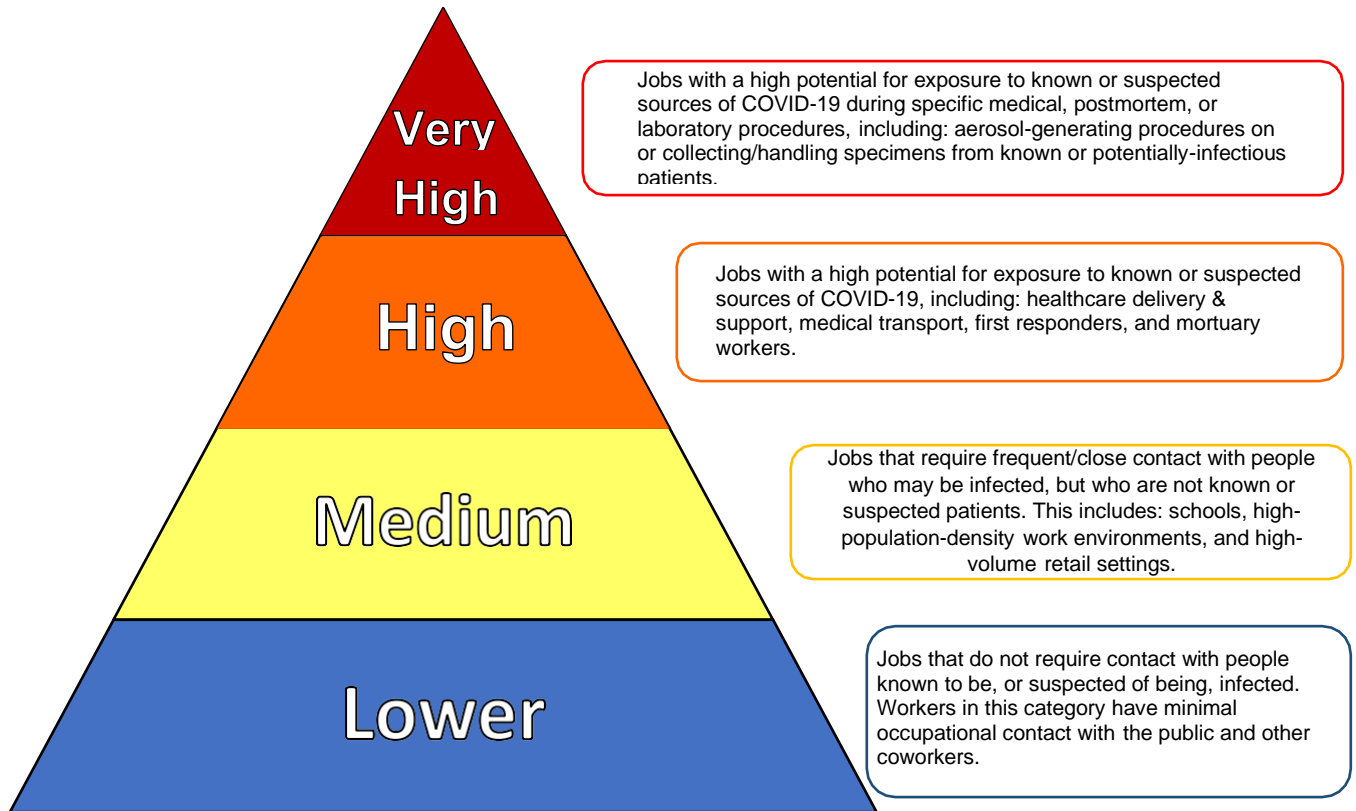 Very
High
Jobs with a high potential for exposure to known or suspected
sources of COVID-19 during specific medical, postmortem, or
laboratory procedures, including: aerosol-generating procedures on
or collecting/handling specimens from known or potentially-infectious
patients.
High
Jobs with a high potential for exposure to known or suspected
sources of COVID-19, including: healthcare delivery &
support, medical transport, first responders, and mortuary
workers.
Medium
Jobs that require frequent/close contact with people
who may be infected, but who are not known or
suspected patients. This includes: schools, high-
population-density work environments, and high-
volume retail settings.
Lower
Jobs that do not require contact with people
known to be, or suspected of being, infected.
Workers in this category have minimal
occupational contact with the public and other
coworkers.